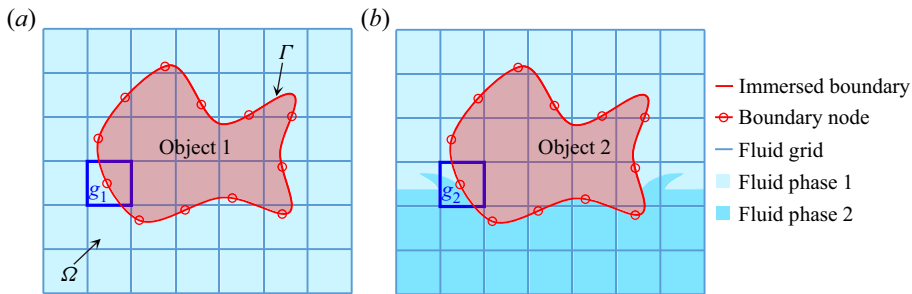 (a)
Γ
Object 1
g1
Ω
(b)
Object 2
g2
Immersed boundary
Boundary node
Fluid grid
Fluid phase 1
Fluid phase 2